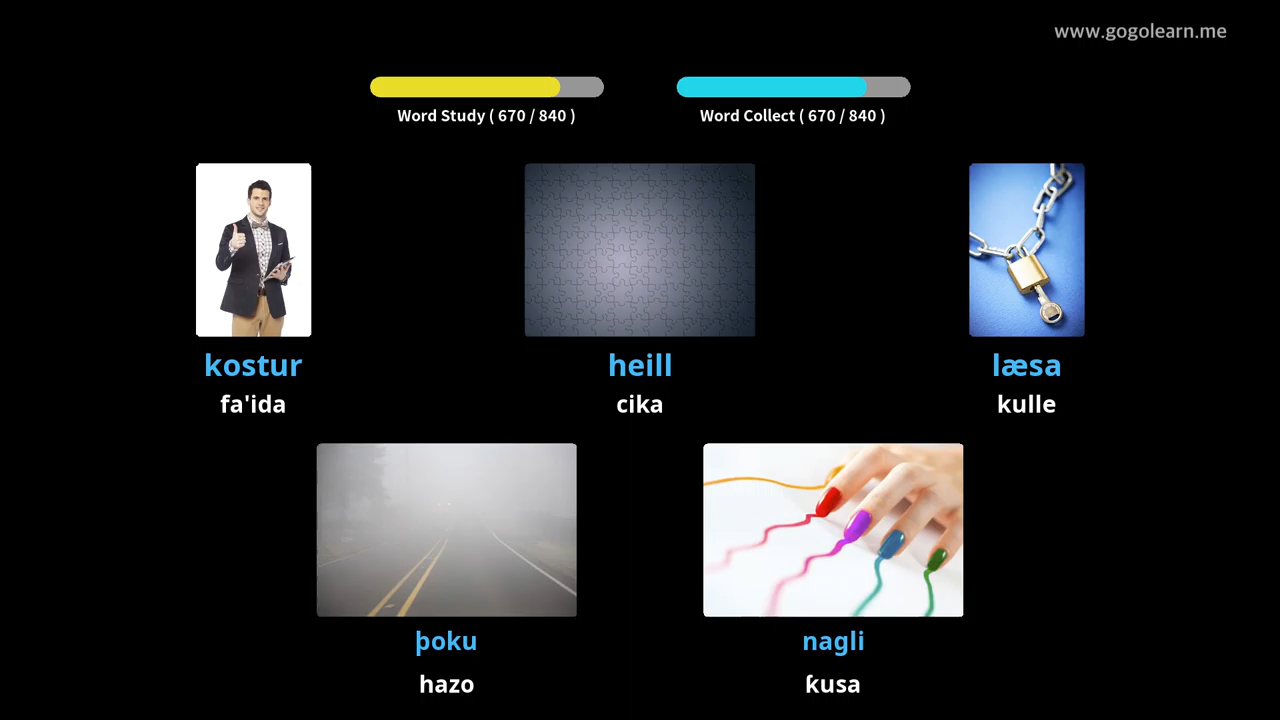 www.gogolearn.me
Word Study ( 670 / 840 )
Word Collect ( 670 / 840 )
kostur
fa'ida
heill
cika
læsa
kulle
þoku
hazo
nagli
ƙusa